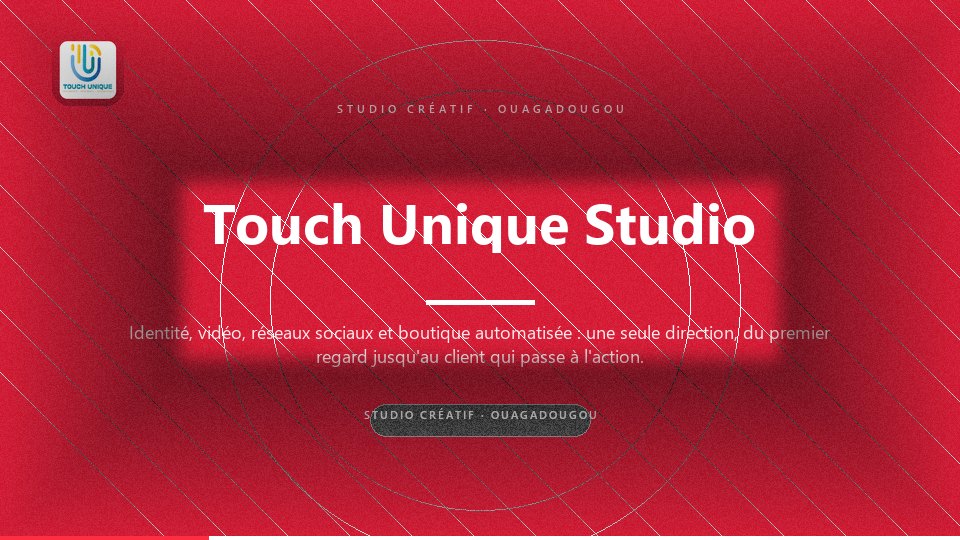 TOUCH UNIQUE
STUDIO CRÉATIF · OUAGADOUGOU
Touch Unique Studio
Identité, vidéo, réseaux sociaux et boutique automatisée : une seule direction, du premier
regard jusqu'au client qui passe à l'action.
STUDIO CRÉATIF · OUAGADOUGOU